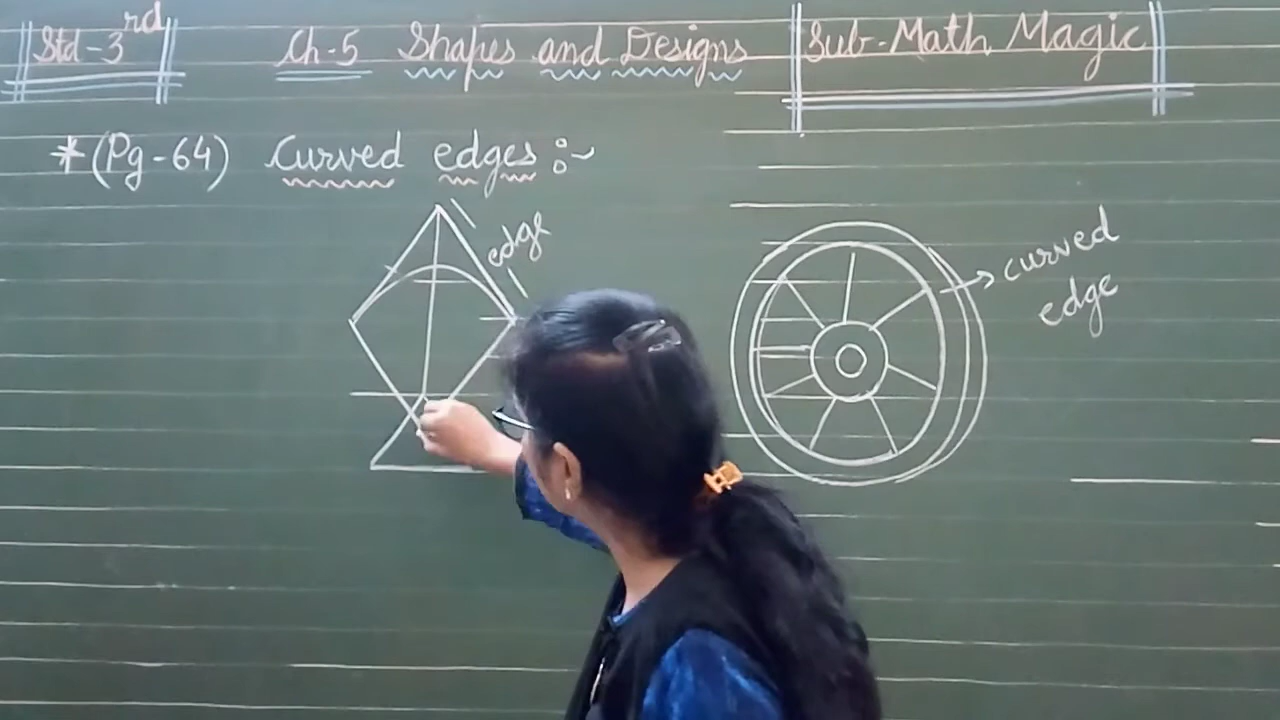 Std-3rd Ch-5 Shapes and Designs Sub-Math Magic
*(Pg-64) Curved edges :-
edge
curved
edge